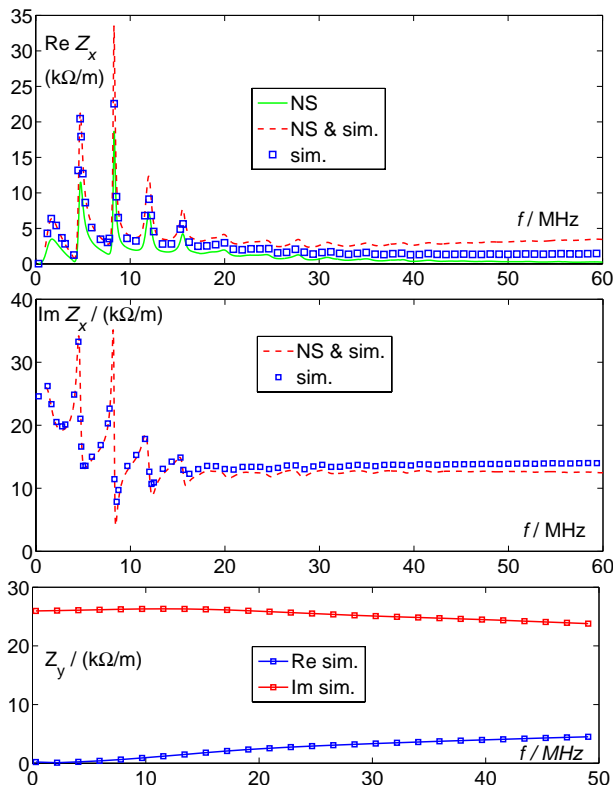 35
30
25
20
15
10
5
0
Re Z_x
(kΩ/m)
NS
NS & sim.
sim.
f / MHz
0 10 20 30 40 50 60
40
30
20
10
0
Im Z_x / (kΩ/m)
NS & sim.
sim.
f / MHz
0 10 20 30 40 50 60
30
20
10
0
Z_y / (kΩ/m)
Re sim.
Im sim.
f / MHz
0 10 20 30 40 50